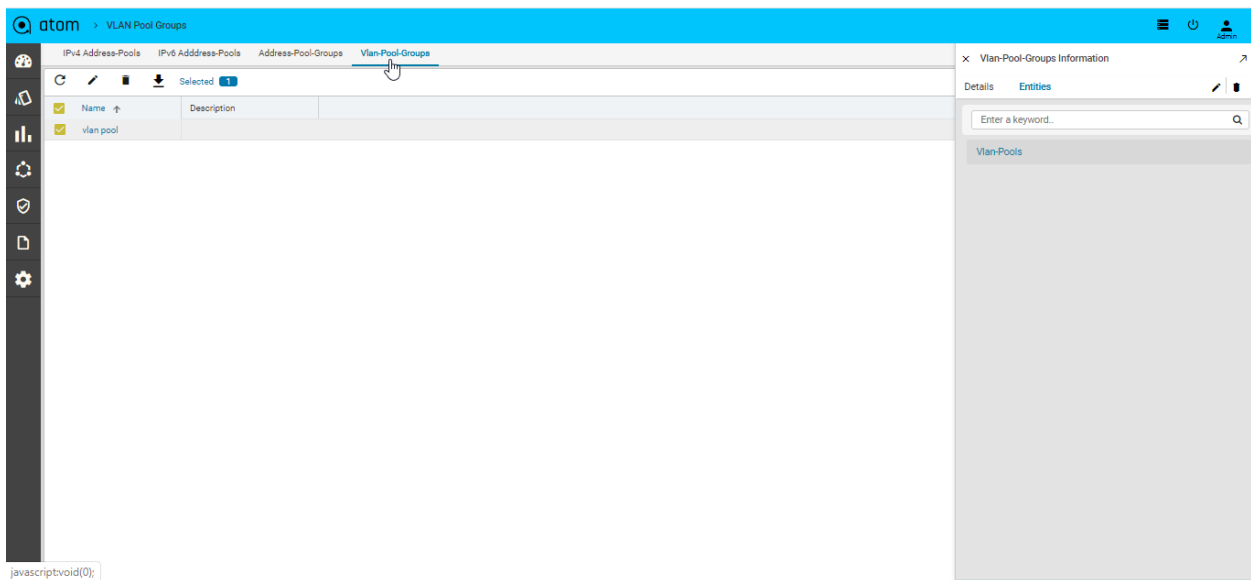 atom > VLAN Pool Groups
Admin
IPv4 Address-Pools IPv6 Adddress-Pools Address-Pool-Groups Vlan-Pool-Groups
× Vlan-Pool-Groups Information
Selected 1
Details Entities
Name ↑ Description
Enter a keyword..
vlan pool
Vlan-Pools
javascript:void(0);